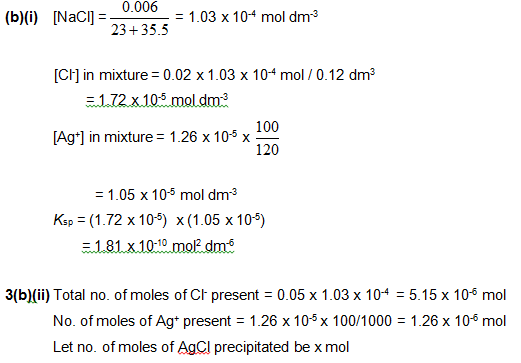 (b)(i) [NaCl] = 0.006 / 23 + 35.5 = 1.03 x 10⁻⁴ mol dm⁻³
[Cl⁻] in mixture = 0.02 x 1.03 x 10⁻⁴ mol / 0.12 dm³
= 1.72 x 10⁻⁵ mol dm⁻³
[Ag⁺] in mixture = 1.26 x 10⁻⁵ x 100 / 120
= 1.05 x 10⁻⁵ mol dm⁻³
Ksp = (1.72 x 10⁻⁵) x (1.05 x 10⁻⁵)
= 1.81 x 10⁻¹⁰ mol² dm⁻⁶
3(b)(ii) Total no. of moles of Cl⁻ present = 0.05 x 1.03 x 10⁻⁴ = 5.15 x 10⁻⁶ mol
No. of moles of Ag⁺ present = 1.26 x 10⁻⁵ x 100/1000 = 1.26 x 10⁻⁶ mol
Let no. of moles of AgCl precipitated be x mol